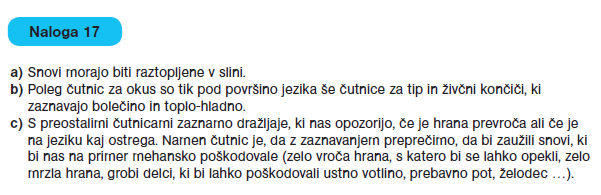 Naloga 17
a) Snovi morajo biti raztopljene v slini.
b) Poleg čutnic za okus so tik pod površino jezika še čutnice za tip in živčni končiči, ki
zaznavajo bolečino in toplo-hladno.
c) S preostalimi čutnicami zaznamo dražljaje, ki nas opozorijo, če je hrana prevroča ali če je
na jeziku kaj ostrega. Namen čutnic je, da z zaznavanjem preprečimo, da bi zaužili snovi, ki
bi nas na primer mehansko poškodovale (zelo vroča hrana, s katero bi se lahko opekli, zelo
mrzla hrana, grobi delci, ki bi lahko poškodovali ustno votlino, prebavno pot, želodec ...).